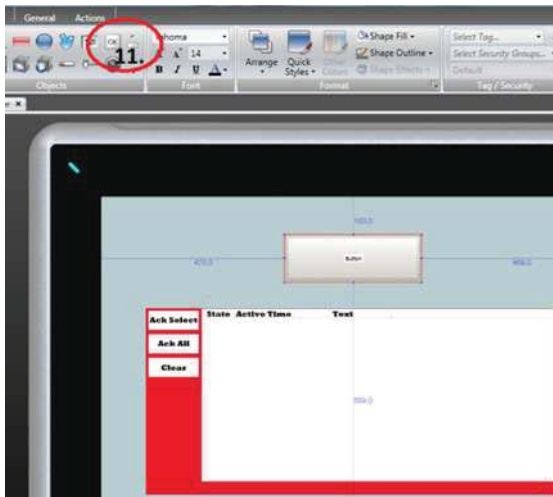 General Actions
OK
11.
Tahoma
14
B I U A
Arrange
Quick Styles
Shape Fill
Shape Outline
Shape Effects
Select Tag...
Select Security Groups...
Default
Objects
Font
Format
Tag / Security
Button
Ack Select
State Active Time Text
Ack All
Clear